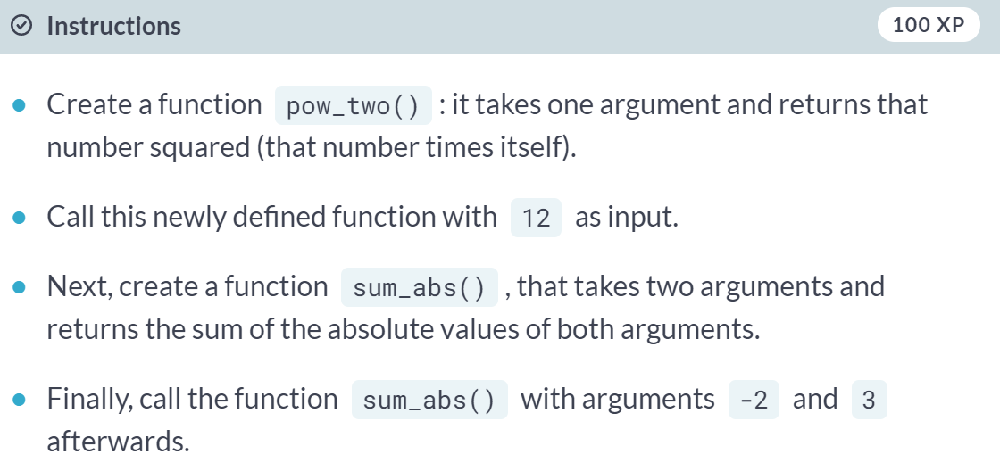 Instructions 100 XP
Create a function pow_two() : it takes one argument and returns that
number squared (that number times itself).
Call this newly defined function with 12 as input.
Next, create a function sum_abs() , that takes two arguments and
returns the sum of the absolute values of both arguments.
Finally, call the function sum_abs() with arguments -2 and 3
afterwards.